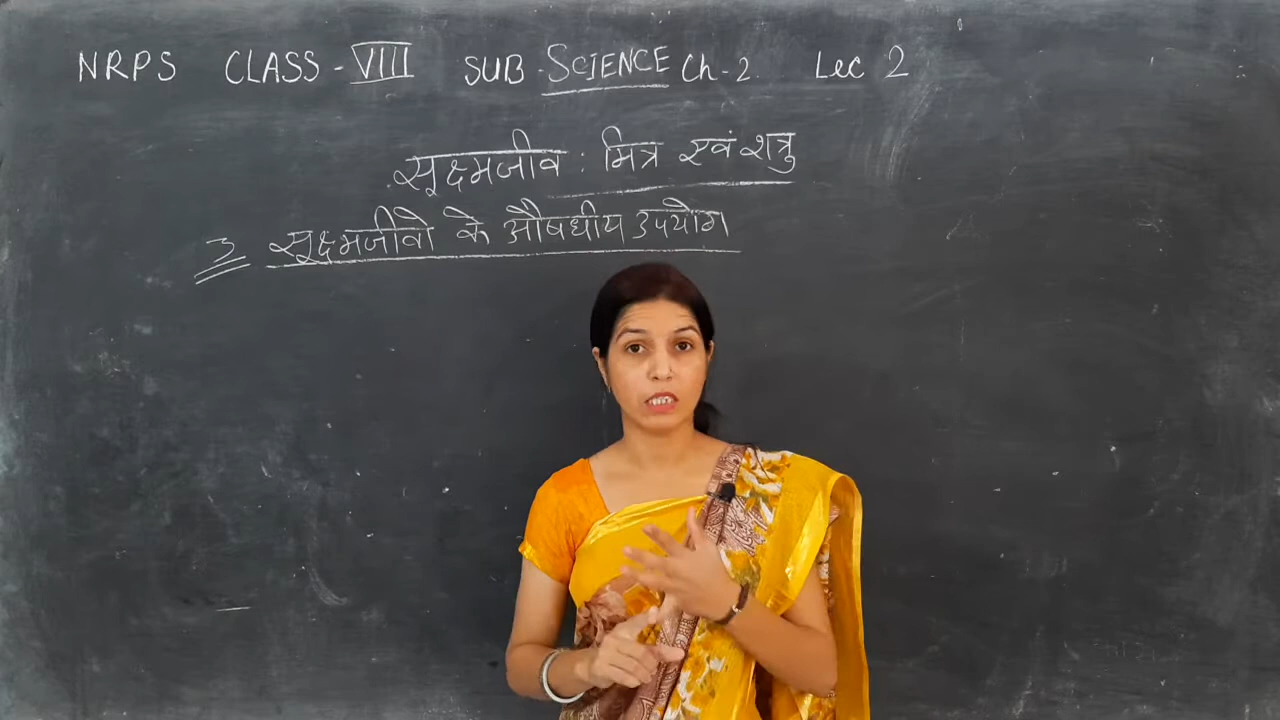 NRPS CLASS - VIII SUB - SCIENCE Ch - 2. Lec 2
सूक्ष्मजीव : मित्र एवं शत्रु
3 सूक्ष्मजीवो के औषधीय उपयोग